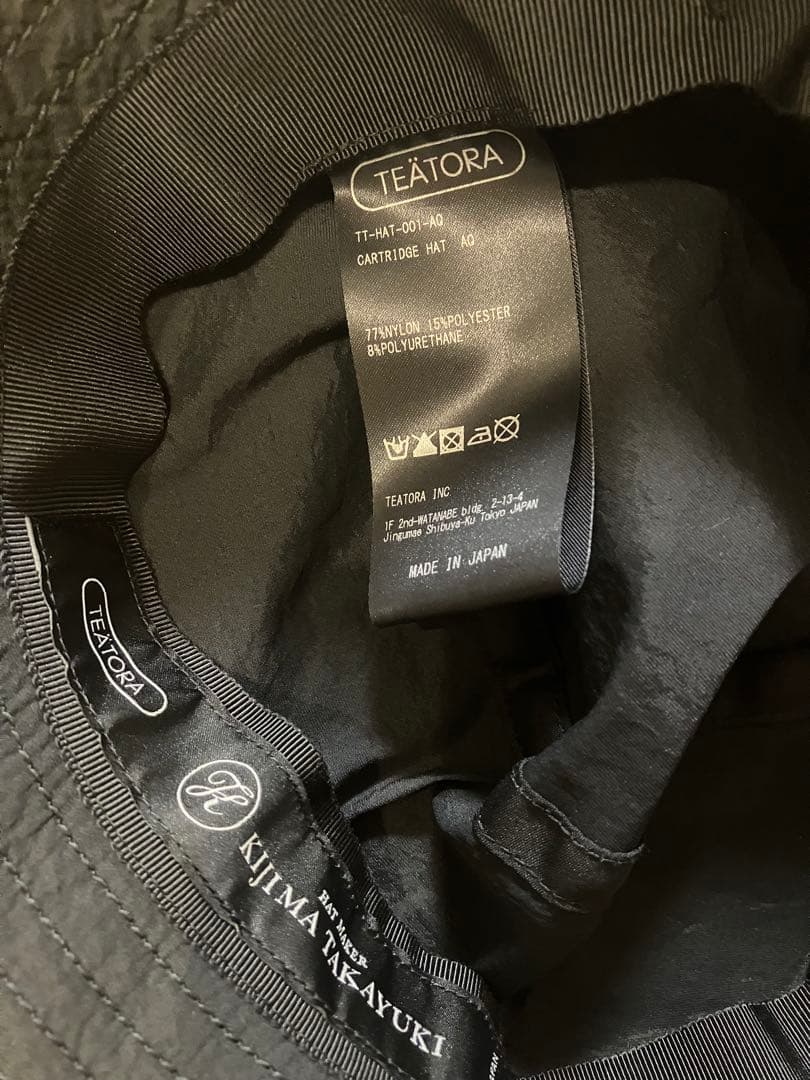 TEÄTORA
TT-HAT-001-AQ
CARTRIDGE HAT AQ
77%NYLON 15%POLYESTER
8%POLYURETHANE
TEATORA INC
1F 2nd-WATANABE bldg 2-13-4
Jingumae Shibuya-Ku Tokyo JAPAN
MADE IN JAPAN
TEÄTORA
HAT MAKER
KIJIMA TAKAYUKI